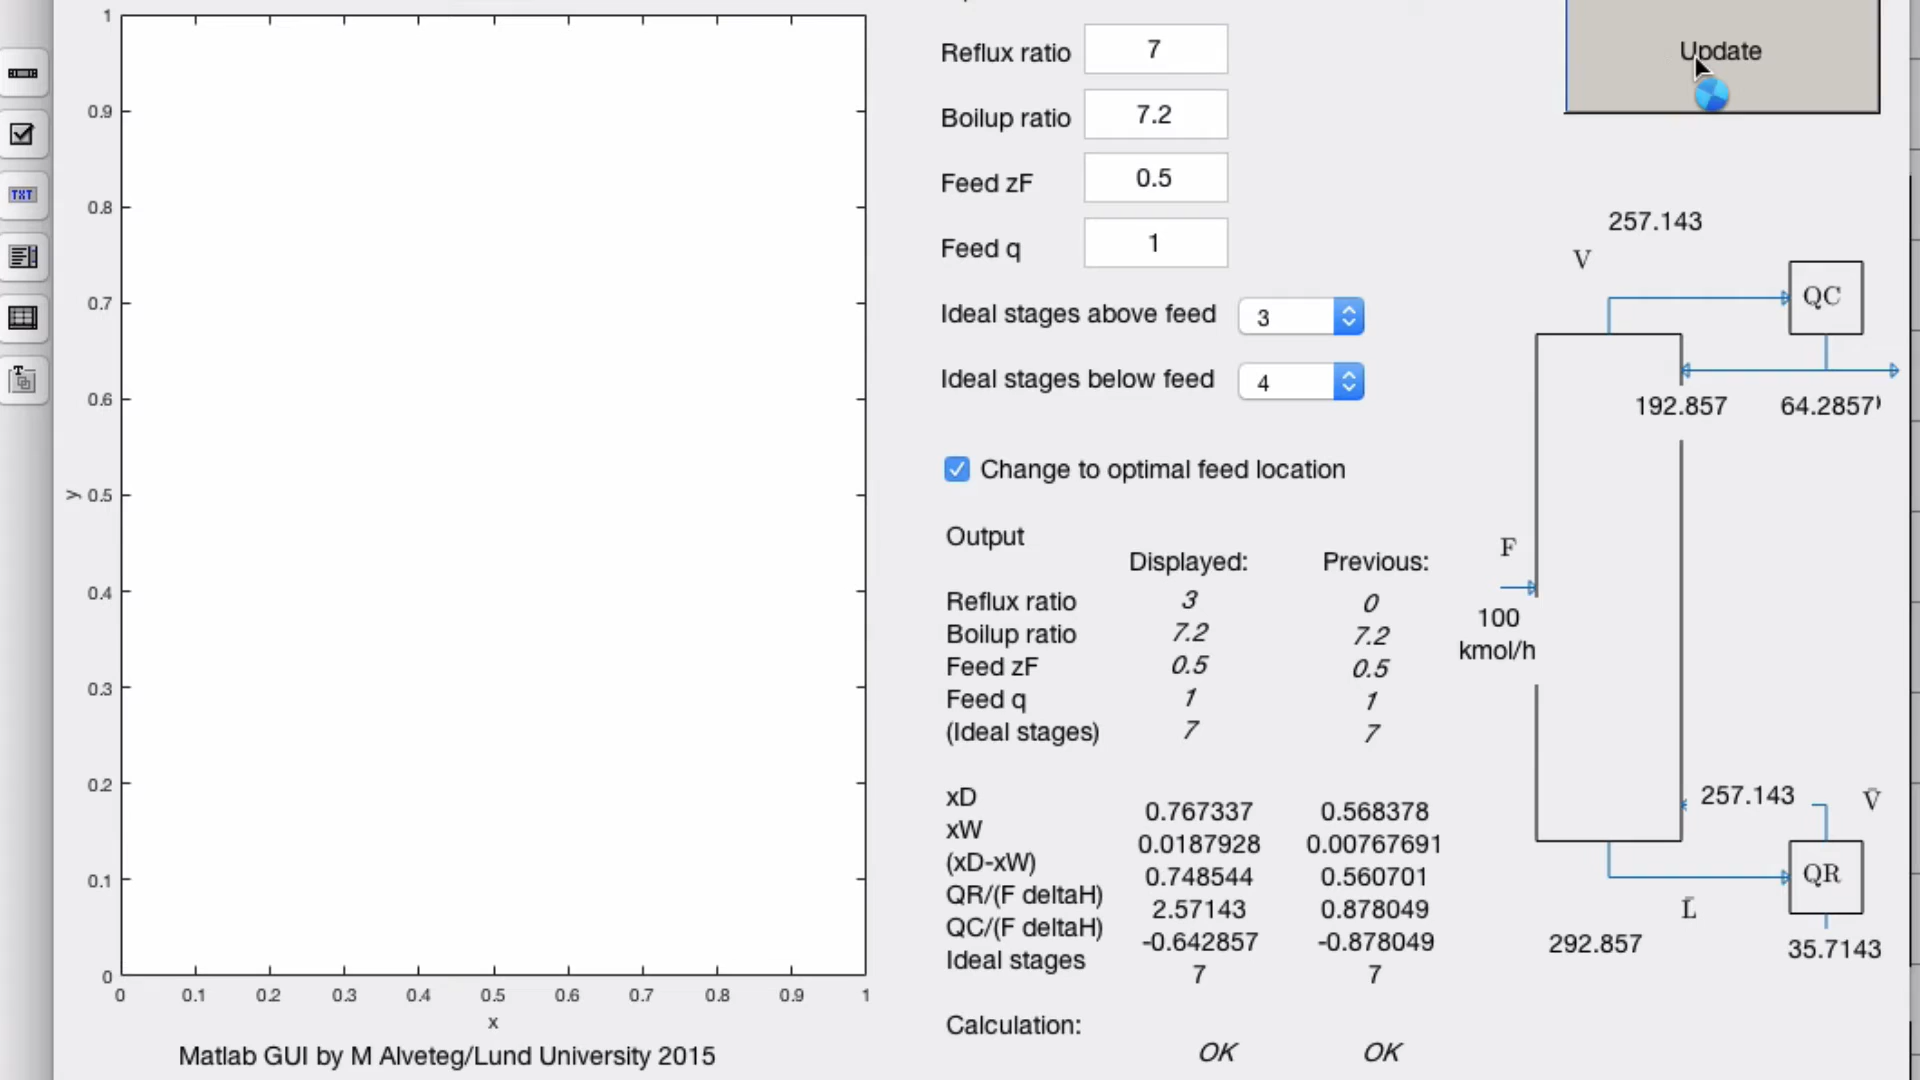 Update
Reflux ratio 7
Boilup ratio 7.2
Feed zF 0.5
Feed q 1
Ideal stages above feed 3
Ideal stages below feed 4
Change to optimal feed location
Output
Displayed: Previous:
Reflux ratio 3 0
Boilup ratio 7.2 7.2
Feed zF 0.5 0.5
Feed q 1 1
(Ideal stages) 7 7
xD 0.767337 0.568378
xW 0.0187928 0.00767691
(xD-xW) 0.748544 0.560701
QR/(F deltaH) 2.57143 0.878049
QC/(F deltaH) -0.642857 -0.878049
Ideal stages 7 7
Calculation:
OK OK
TXT
T
1
0.9
0.8
0.7
0.6
0.5
0.4
0.3
0.2
0.1
0
y
0 0.1 0.2 0.3 0.4 0.5 0.6 0.7 0.8 0.9 1
x
Matlab GUI by M Alveteg/Lund University 2015
257.143
V
QC
192.857 64.2857
F
100
kmol/h
257.143 V̄
QR
L̄
292.857 35.7143